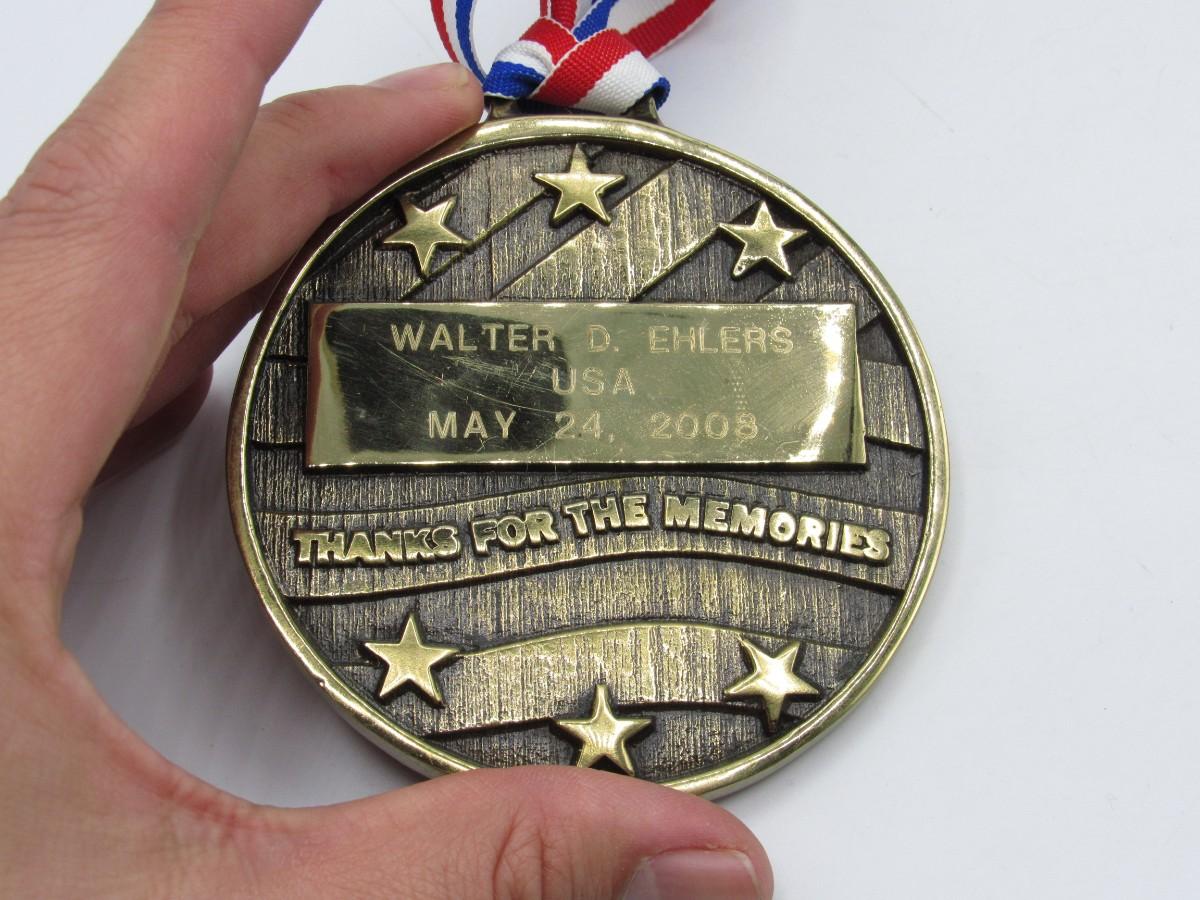 WALTER D. EHLERS
USA
MAY 24, 2008
THANKS FOR THE MEMORIES